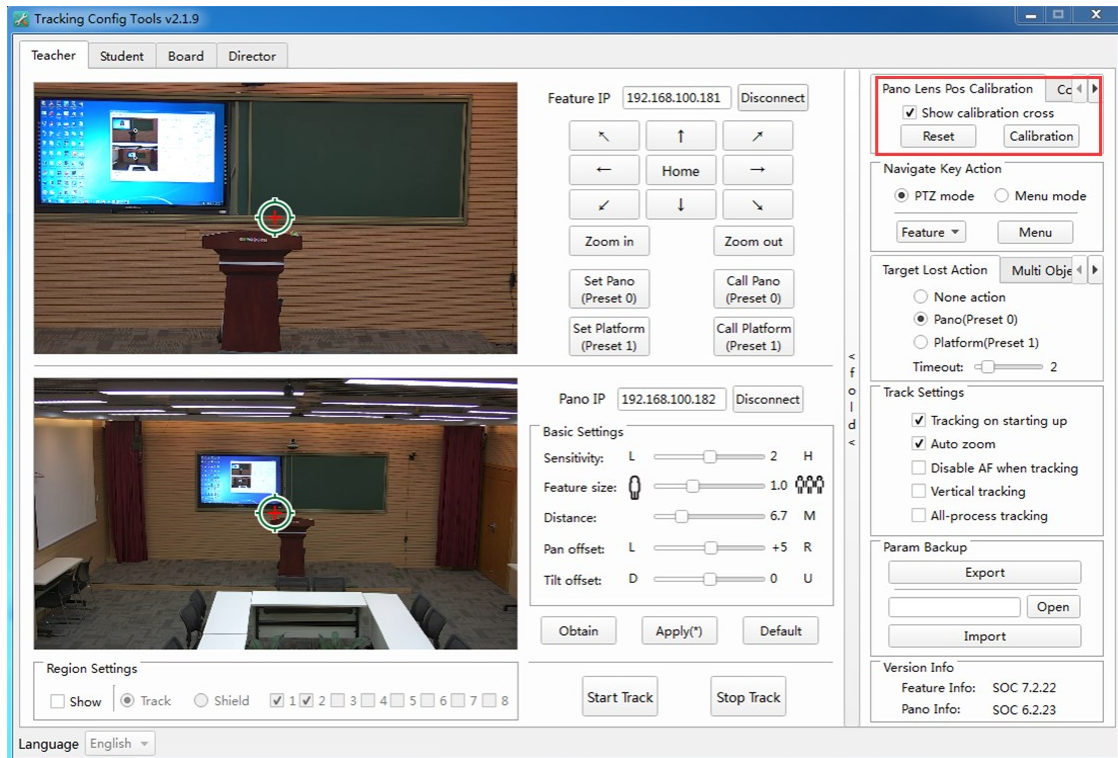 Tracking Config Tools v2.1.9
Teacher Student Board Director
Feature IP 192.168.100.181 Disconnect
↖ ↑ ↗
← Home →
↙ ↓ ↘
Zoom in Zoom out
Set Pano (Preset 0) Call Pano (Preset 0)
Set Platform (Preset 1) Call Platform (Preset 1)
Pano IP 192.168.100.182 Disconnect
Basic Settings
Sensitivity: L 2 H
Feature size: 1.0
Distance: 6.7 M
Pan offset: L +5 R
Tilt offset: D 0 U
Obtain Apply(*) Default
Region Settings
Show Track Shield 1 2 3 4 5 6 7 8
Start Track Stop Track
Language English
< fold <
Pano Lens Pos Calibration Co
Show calibration cross
Reset Calibration
Navigate Key Action
PTZ mode Menu mode
Feature Menu
Target Lost Action Multi Obje
None action
Pano(Preset 0)
Platform(Preset 1)
Timeout: 2
Track Settings
Tracking on starting up
Auto zoom
Disable AF when tracking
Vertical tracking
All-process tracking
Param Backup
Export
Open
Import
Version Info
Feature Info: SOC 7.2.22
Pano Info: SOC 6.2.23